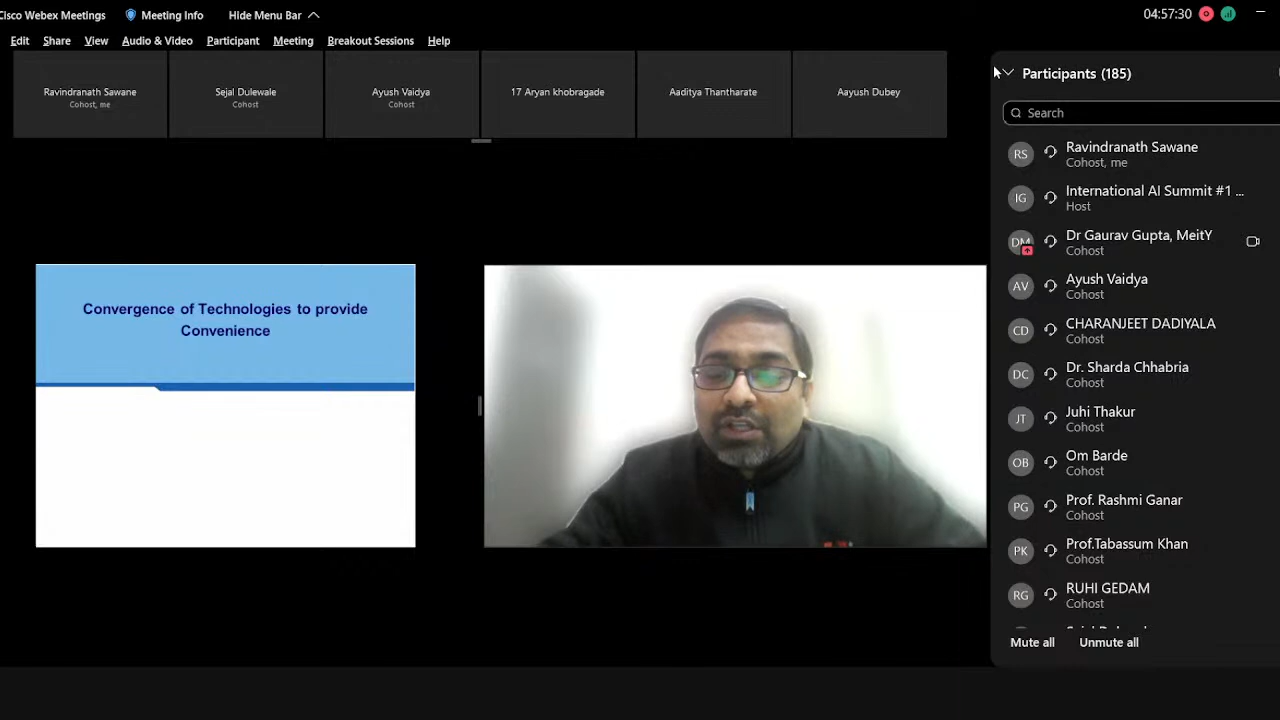 Cisco Webex Meetings
Meeting Info
Hide Menu Bar
04:57:30
Edit Share View Audio & Video Participant Meeting Breakout Sessions Help
Ravindranath Sawane
Cohost, me
Sejal Dulewale
Cohost
Ayush Vaidya
Cohost
17 Aryan khobragade
Aaditya Thantharate
Aayush Dubey
Convergence of Technologies to provide
Convenience
Participants (185)
Search
RS
Ravindranath Sawane
Cohost, me
IG
International AI Summit #1 ...
Host
DM
Dr Gaurav Gupta, MeitY
Cohost
AV
Ayush Vaidya
Cohost
CD
CHARANJEET DADIYALA
Cohost
DC
Dr. Sharda Chhabria
Cohost
JT
Juhi Thakur
Cohost
OB
Om Barde
Cohost
PG
Prof. Rashmi Ganar
Cohost
PK
Prof.Tabassum Khan
Cohost
RG
RUHI GEDAM
Cohost
Mute all
Unmute all